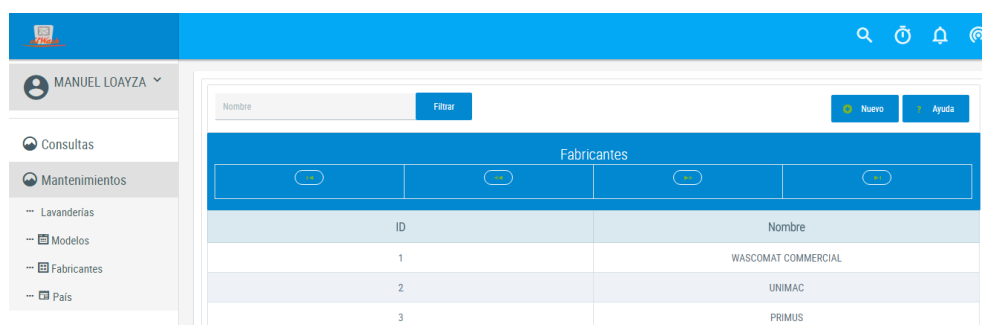 MANUEL LOAYZA
Nombre
Filtrar
Nuevo
? Ayuda
Consultas
Mantenimientos
Lavanderías
Modelos
Fabricantes
País
Fabricantes
ID Nombre
1 WASCOMAT COMMERCIAL
2 UNIMAC
3 PRIMUS